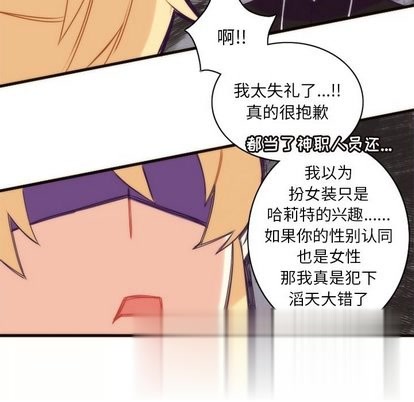 啊!!
我太失礼了...!!
真的很抱歉
都当了神职人员还...
我以为
扮女装只是
哈莉特的兴趣......
如果你的性别认同
也是女性
那我真是犯下
滔天大错了